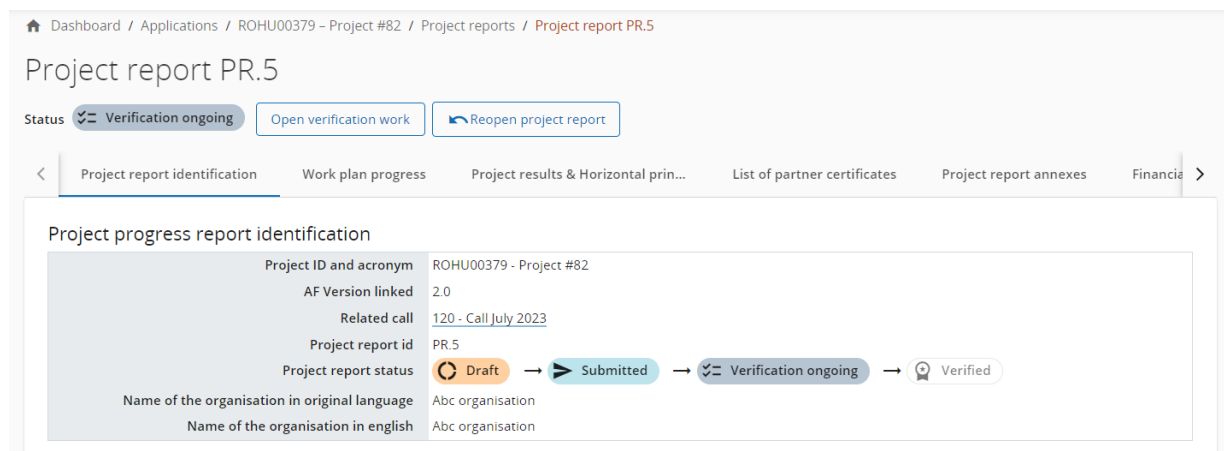 Dashboard / Applications / ROHU00379 – Project #82 / Project reports / Project report PR.5
Project report PR.5
Status Verification ongoing Open verification work Reopen project report
Project report identification Work plan progress Project results & Horizontal prin... List of partner certificates Project report annexes Financia
Project progress report identification
Project ID and acronym ROHU00379 - Project #82
AF Version linked 2.0
Related call 120 - Call July 2023
Project report id PR.5
Project report status Draft → Submitted → Verification ongoing → Verified
Name of the organisation in original language Abc organisation
Name of the organisation in english Abc organisation